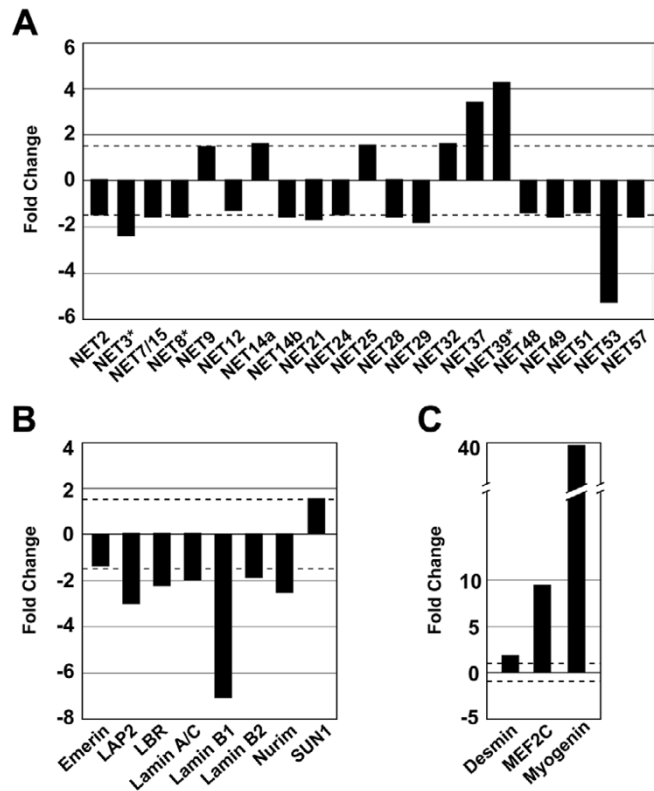 A
6
4
2
0
-2
-4
-6
Fold Change
NET2 NET3* NET7/15 NET8* NET9 NET12 NET14a NET14b NET21 NET24 NET25 NET28 NET29 NET32 NET37 NET39* NET48 NET49 NET51 NET53 NET57
B
4
2
0
-2
-4
-6
-8
Fold Change
Emerin LAP2 LBR Lamin A/C Lamin B1 Lamin B2 Nurim SUN1
C
40
10
5
0
-5
Fold Change
Desmin MEF2C Myogenin